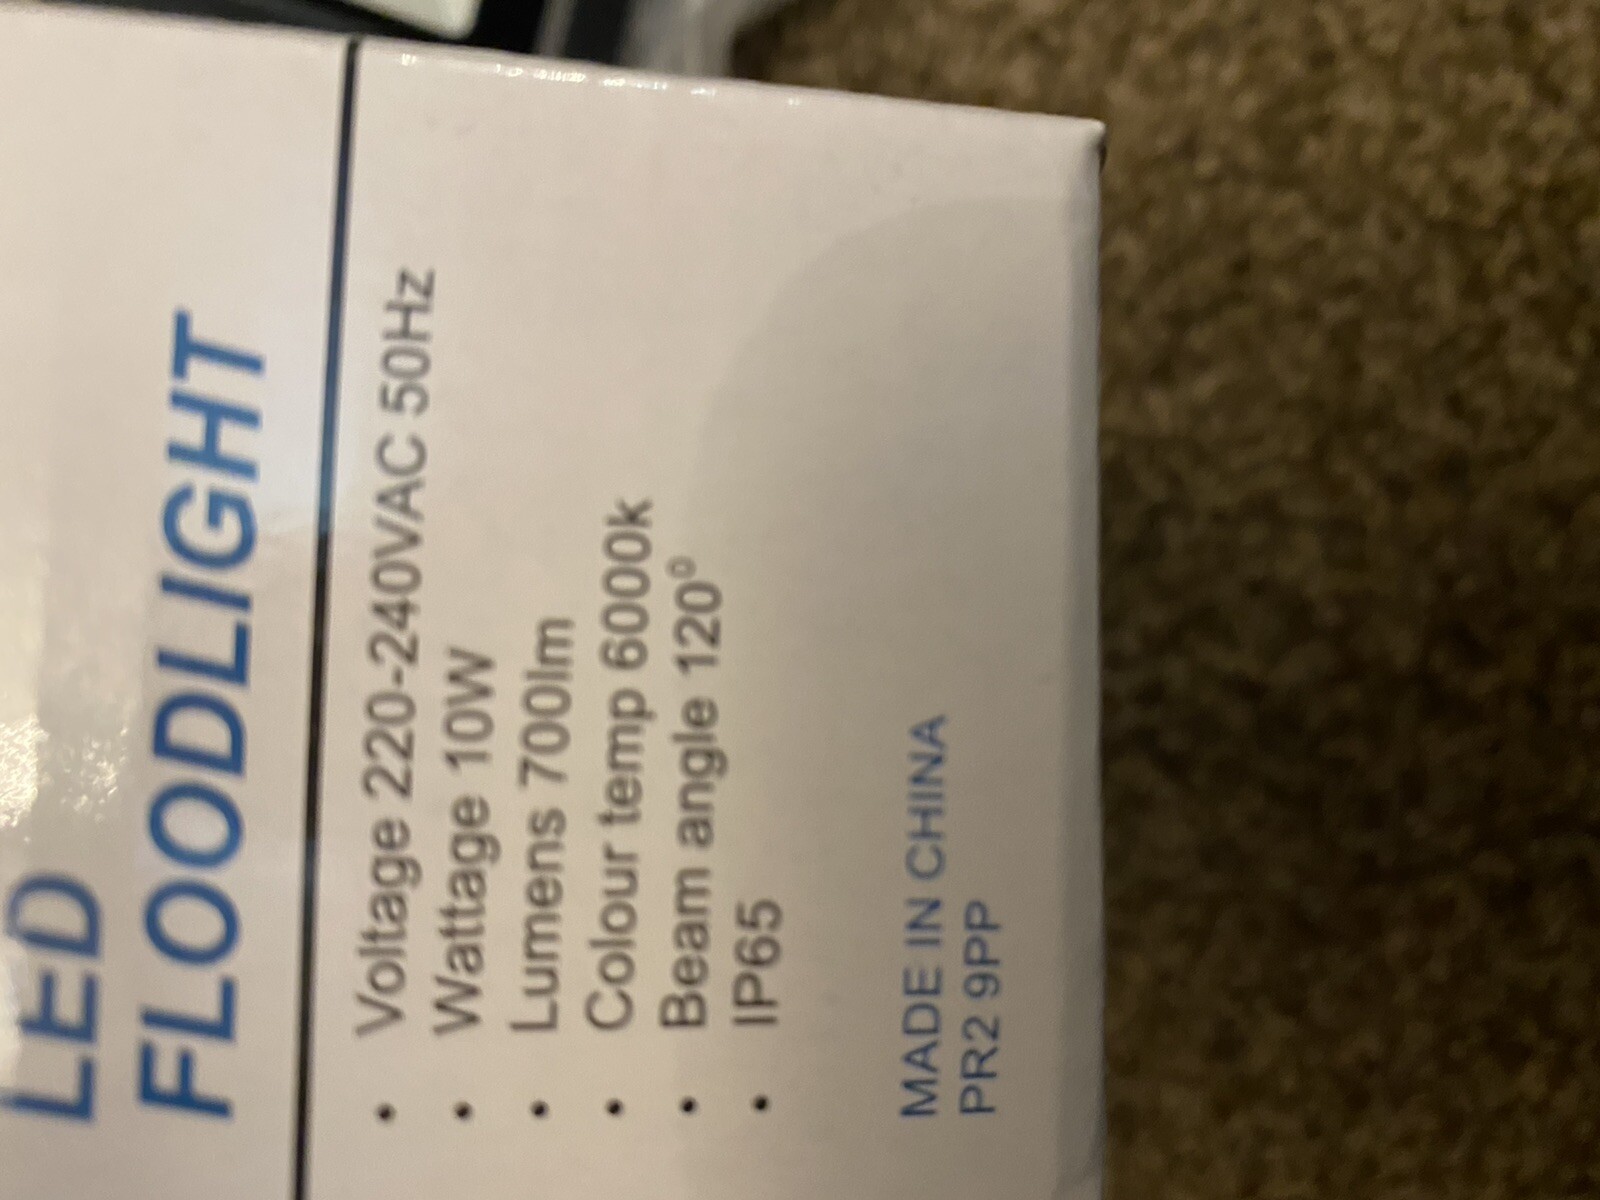 LED
FLOODLIGHT
• Voltage 220-240VAC 50Hz
• Wattage 10W
• Lumens 700lm
• Colour temp 6000k
• Beam angle 120⁰
• IP65
MADE IN CHINA
PR2 9PP